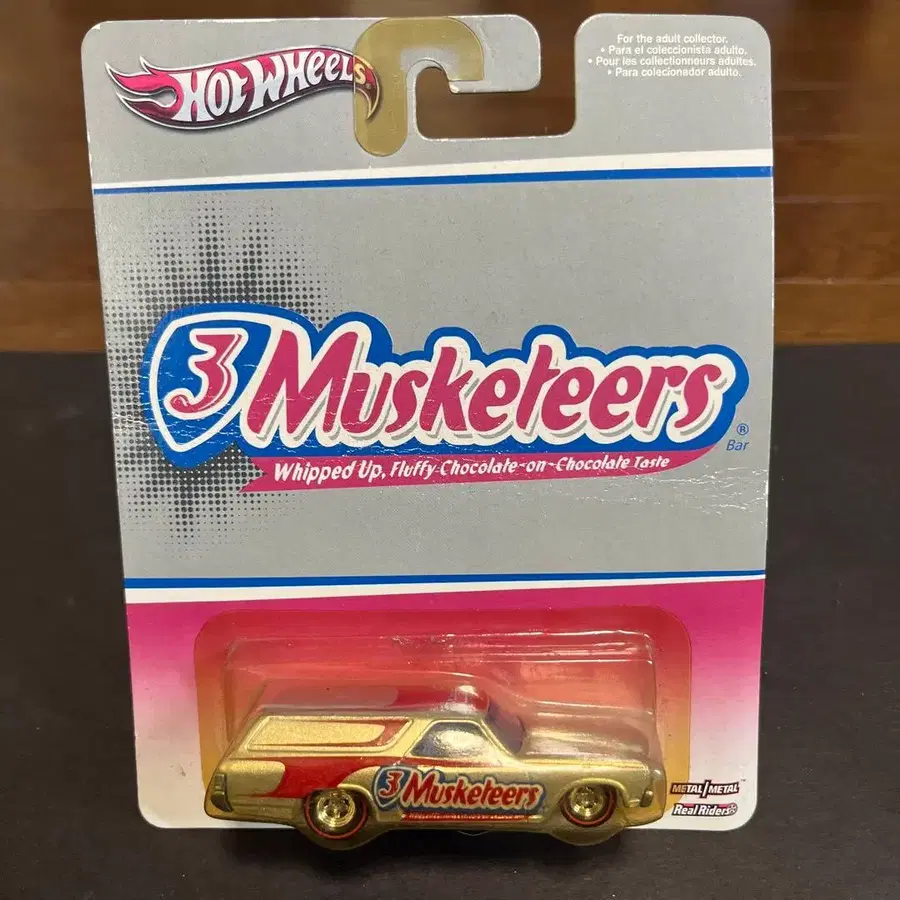 HOT WHEELS®
For the adult collector.
• Para el coleccionista adulto.
• Pour les collectionneurs adultes.
• Para colecionador adulto.
3 Musketeers®
Bar
Whipped Up, Fluffy Chocolate-on-Chocolate Taste
3 Musketeers
METAL/METAL™
Real Riders